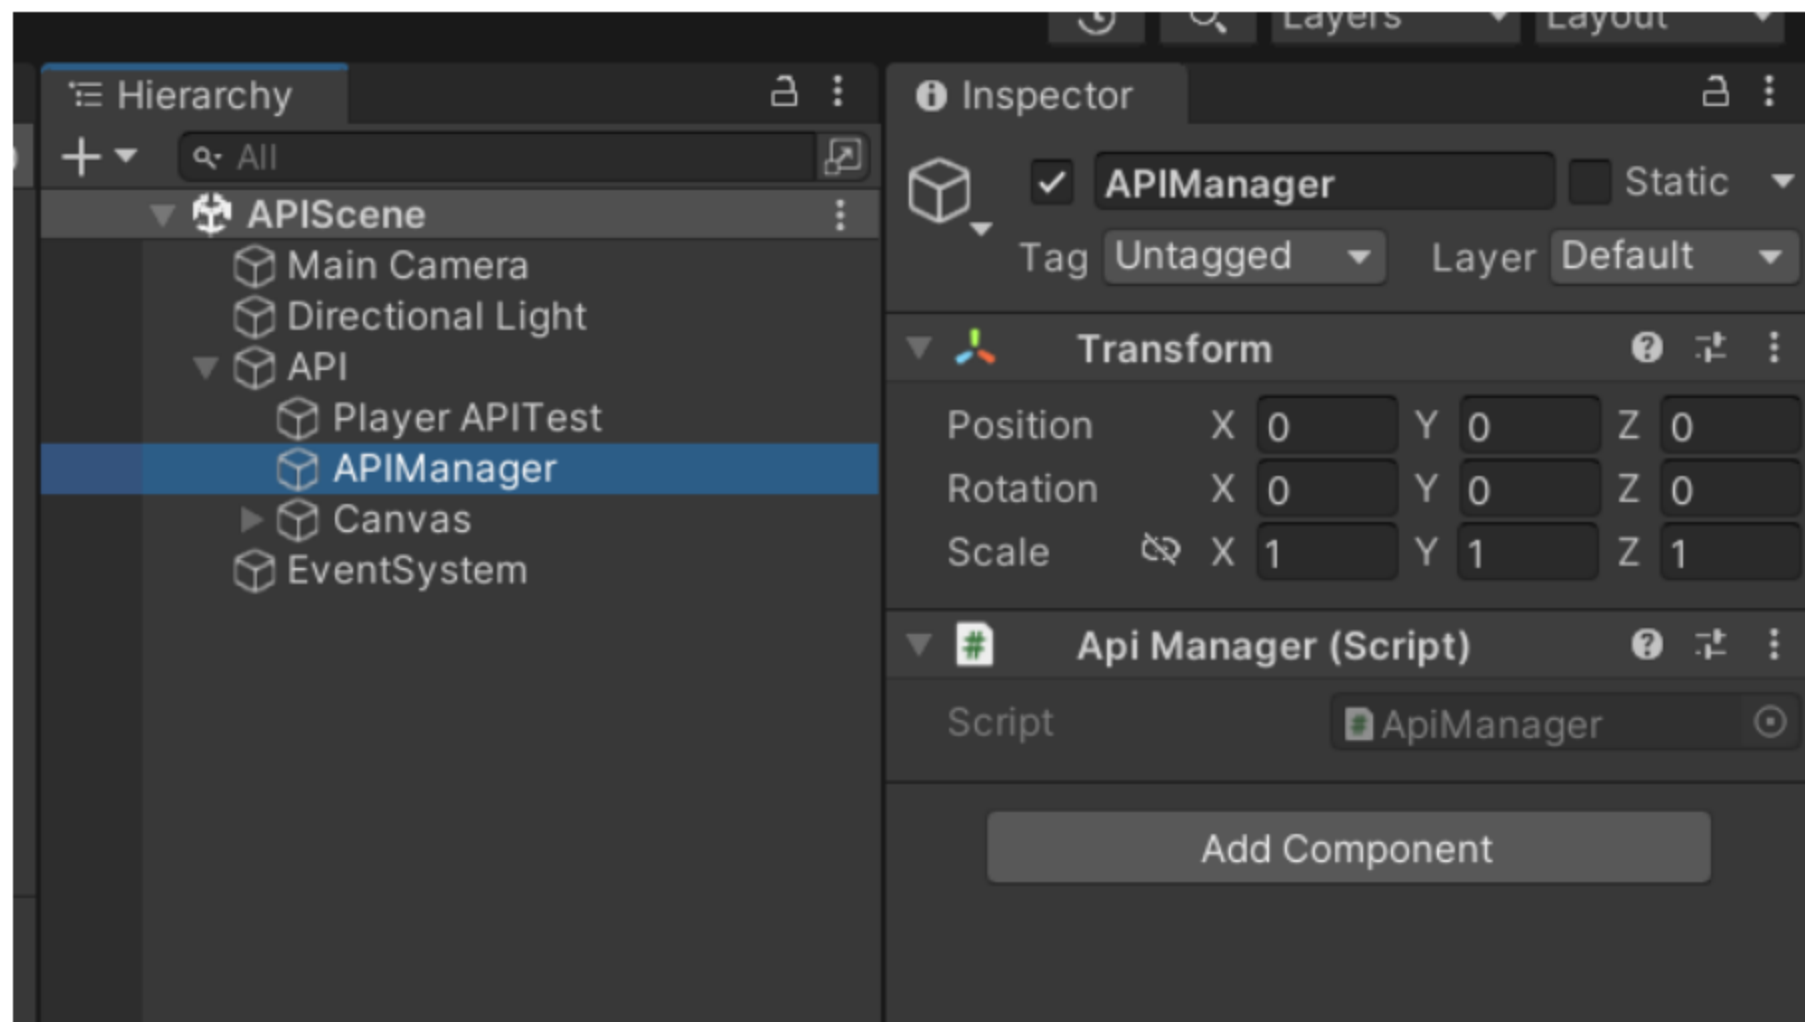 Layers Layout
Hierarchy
All
APIScene
Main Camera
Directional Light
API
Player APITest
APIManager
Canvas
EventSystem
Inspector
APIManager Static
Tag Untagged Layer Default
Transform
Position X 0 Y 0 Z 0
Rotation X 0 Y 0 Z 0
Scale X 1 Y 1 Z 1
# Api Manager (Script)
Script # ApiManager
Add Component